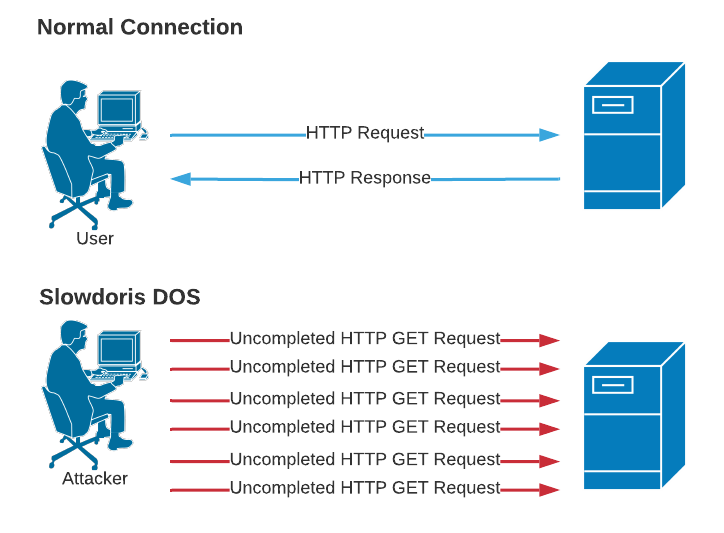 Normal Connection
HTTP Request
HTTP Response
User
Slowdoris DOS
Uncompleted HTTP GET Request
Uncompleted HTTP GET Request
Uncompleted HTTP GET Request
Uncompleted HTTP GET Request
Uncompleted HTTP GET Request
Uncompleted HTTP GET Request
Attacker